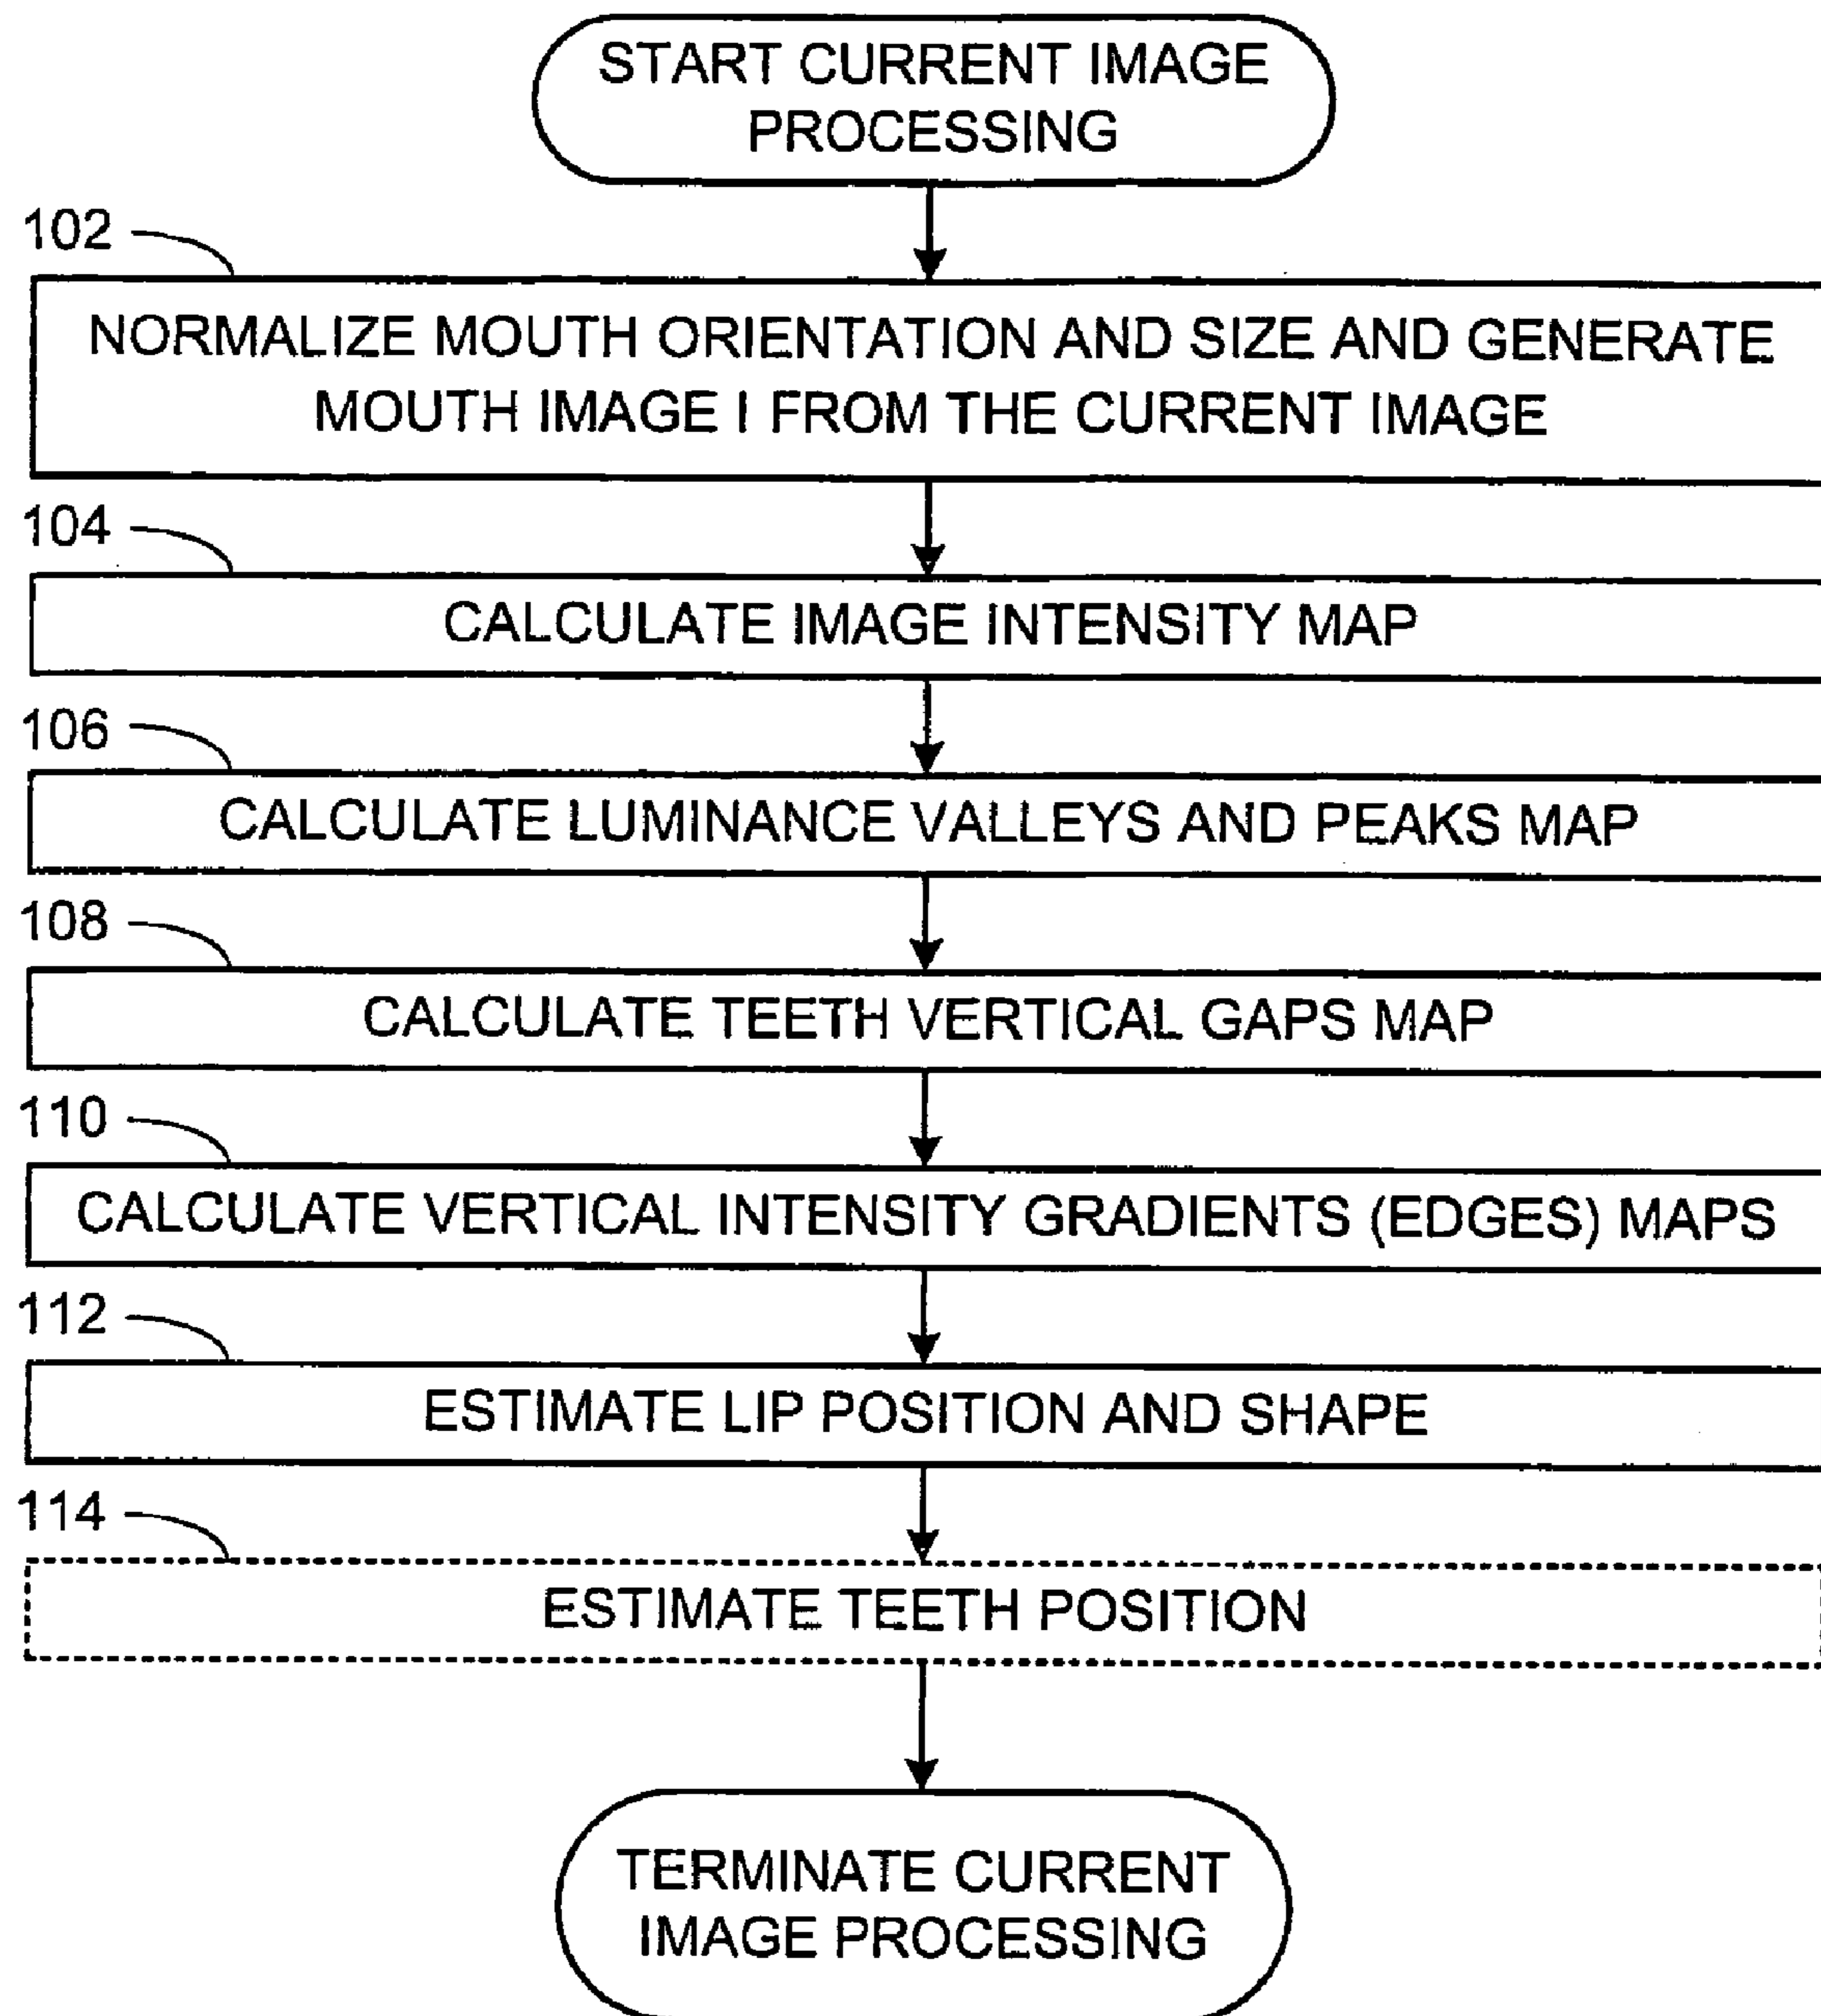 START CURRENT IMAGE
PROCESSING
102
NORMALIZE MOUTH ORIENTATION AND SIZE AND GENERATE
MOUTH IMAGE I FROM THE CURRENT IMAGE
104
CALCULATE IMAGE INTENSITY MAP
106
CALCULATE LUMINANCE VALLEYS AND PEAKS MAP
108
CALCULATE TEETH VERTICAL GAPS MAP
110
CALCULATE VERTICAL INTENSITY GRADIENTS (EDGES) MAPS
112
ESTIMATE LIP POSITION AND SHAPE
114
ESTIMATE TEETH POSITION
TERMINATE CURRENT
IMAGE PROCESSING